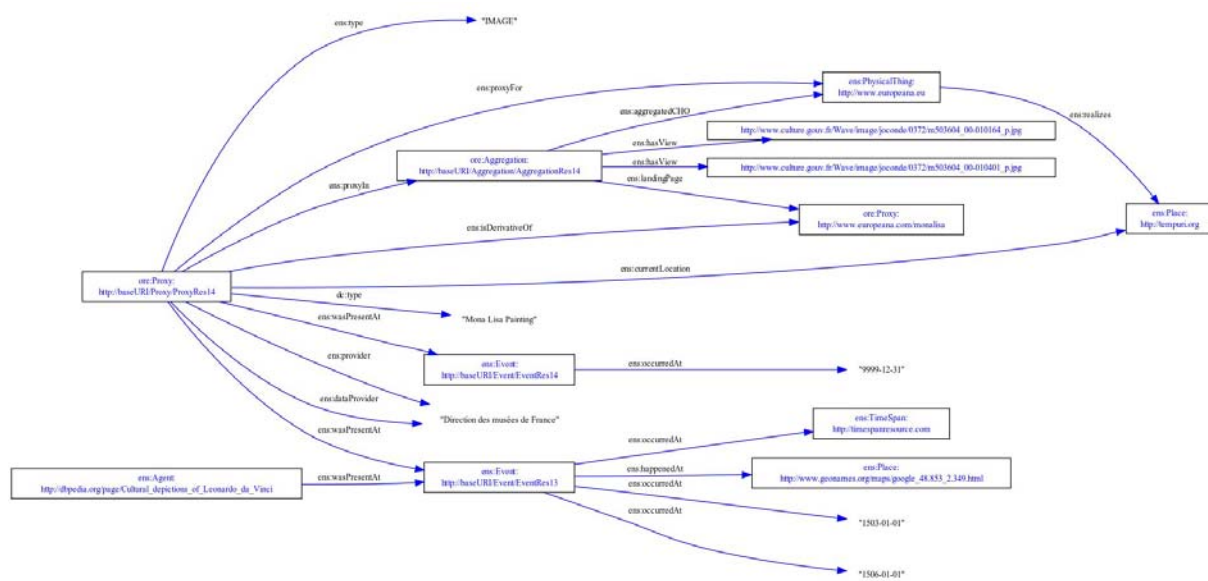 ens:type
"IMAGE"
ens:proxyFor
ens:PhysicalThing:
http://www.europeana.eu
ens:aggregatedCHO
ens:realizes
ens:hasView
http://www.culture.gouv.fr/Wave/image/joconde/0372/m503604_00-010164_p.jpg
ore:Aggregation:
http://baseURI/Aggregation/AggregationRes14
ens:hasView
http://www.culture.gouv.fr/Wave/image/joconde/0372/m503604_00-010401_p.jpg
ens:proxyIn
ens:landingPage
ore:Proxy:
http://www.europeana.com/monalisa
ens:Place:
http://tempuri.org
ens:isDerivativeOf
ens:currentLocation
ore:Proxy:
http://baseURI/Proxy/ProxyRes14
dc:type
"Mona Lisa Painting"
ens:wasPresentAt
ens:provider
ens:Event:
http://baseURI/Event/EventRes14
ens:occurredAt
"9999-12-31"
ens:dataProvider
"Direction des musées de France"
ens:wasPresentAt
ens:occurredAt
ens:TimeSpan:
http://timespanresource.com
ens:Agent:
http://dbpedia.org/page/Cultural_depictions_of_Leonardo_da_Vinci
ens:wasPresentAt
ens:Event:
http://baseURI/Event/EventRes13
ens:happenedAt
ens:Place:
http://www.geonames.org/maps/google_48.853_2.349.html
ens:occurredAt
"1503-01-01"
ens:occurredAt
"1506-01-01"